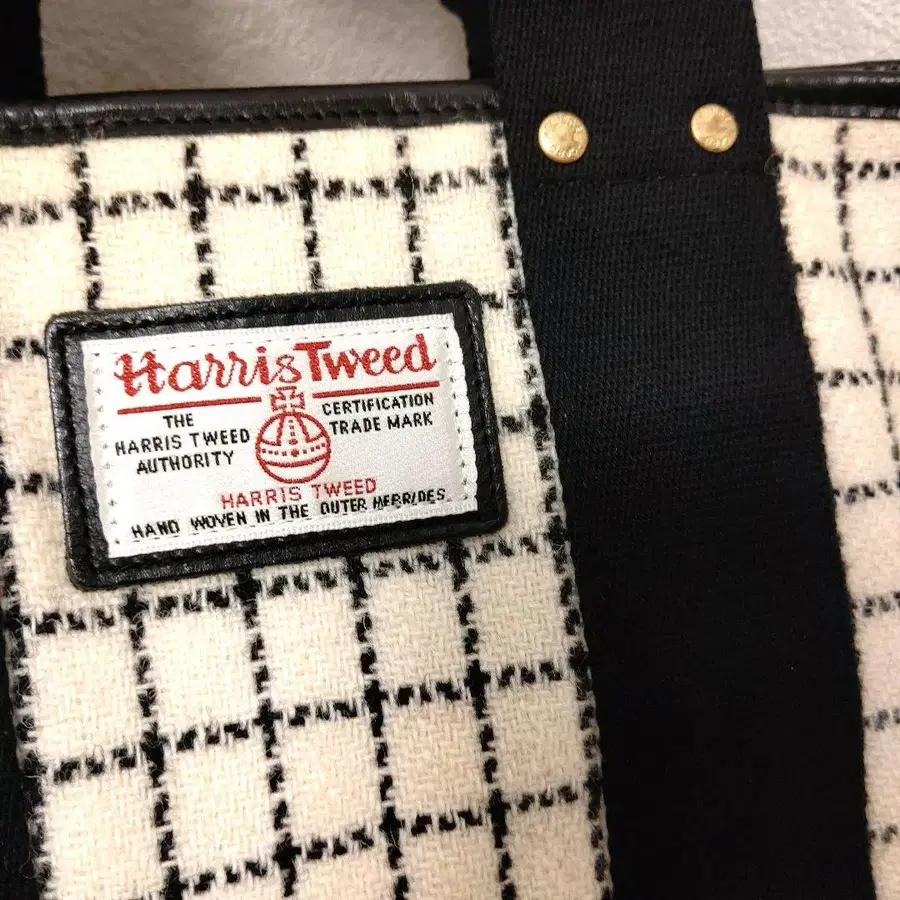 Harris Tweed
THE
HARRIS TWEED
AUTHORITY
CERTIFICATION
TRADE MARK
HARRIS TWEED
HAND WOVEN IN THE OUTER HEBRIDES